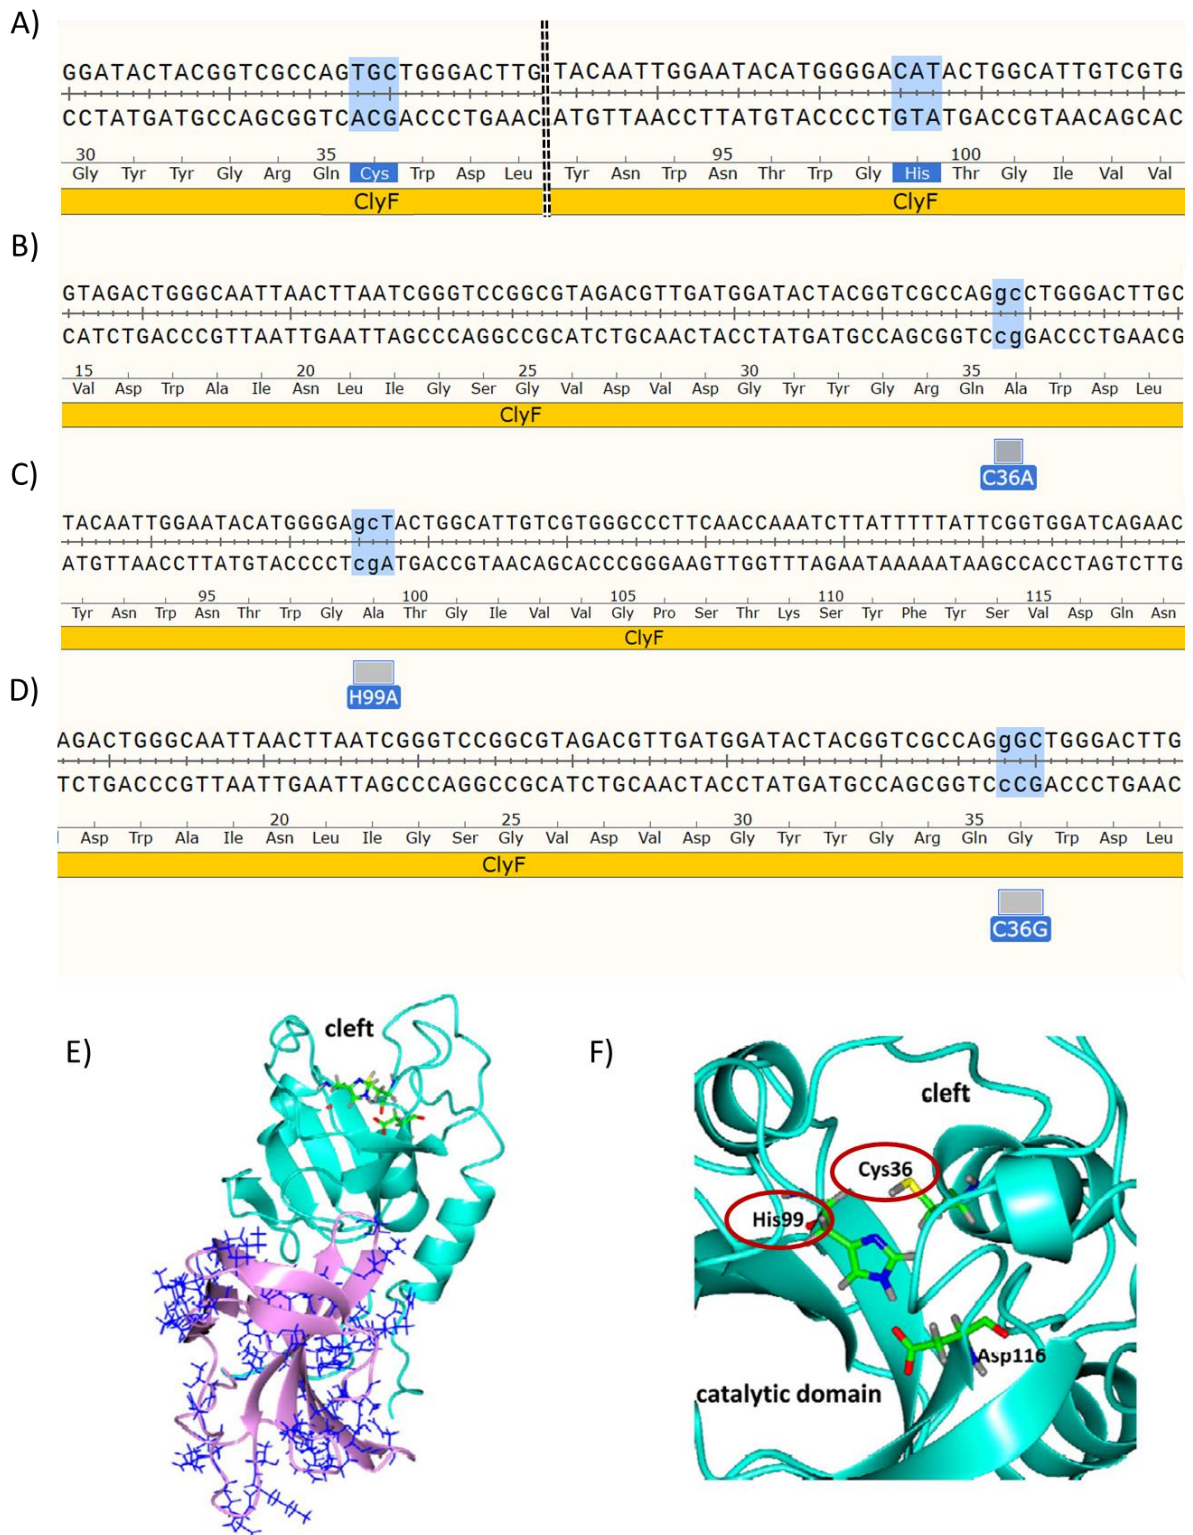 A)
GGATACTACGGTCGCCAGTGCTGGGACTTG TACAATTGGAATACATGGGGACATACTGGCATTGTCGTG
CCTATGATGCCAGCGGTCACGACCCTGAAC ATGTTAACCTTATGTACCCCTGTATGACCGTAACAGCAC
30 35 95 100
Gly Tyr Tyr Gly Arg Gln Cys Trp Asp Leu Tyr Asn Trp Asn Thr Trp Gly His Thr Gly Ile Val Val
ClyF ClyF
B)
GTAGACTGGGCAATTAACTTAATCGGGTCCGGCGTAGACGTTGATGGATACTACGGTCGCCAGgcCTGGGACTTGC
CATCTGACCCGTTAATTGAATTAGCCCAGGCCGCATCTGCAACTACCTATGATGCCAGCGGTCcgGACCCTGAACG
15 20 25 30 35
Val Asp Trp Ala Ile Asn Leu Ile Gly Ser Gly Val Asp Val Asp Gly Tyr Tyr Gly Arg Gln Ala Trp Asp Leu
ClyF
C36A
C)
TACAATTGGAATACATGGGGAgcTACTGGCATTGTCGTGGGCCCTTCAACCAAATCTTATTTTTATTCGGTGGATCAGAAC
ATGTTAACCTTATGTACCCCTcgATGACCGTAACAGCACCCGGGAAGTTGGTTTAGAATAAAAATAAGCCACCTAGTCTTG
95 100 105 110 115
Tyr Asn Trp Asn Thr Trp Gly Ala Thr Gly Ile Val Val Gly Pro Ser Thr Lys Ser Tyr Phe Tyr Ser Val Asp Gln Asn
ClyF
H99A
D)
AGACTGGGCAATTAACTTAATCGGGTCCGGCGTAGACGTTGATGGATACTACGGTCGCCAGgGCTGGGACTTG
TCTGACCCGTTAATTGAATTAGCCCAGGCCGCATCTGCAACTACCTATGATGCCAGCGGTCcCGACCCTGAAC
20 25 30 35
Asp Trp Ala Ile Asn Leu Ile Gly Ser Gly Val Asp Val Asp Gly Tyr Tyr Gly Arg Gln Gly Trp Asp Leu
ClyF
C36G
E)
cleft
F)
cleft
Cys36
His99
Asp116
catalytic domain